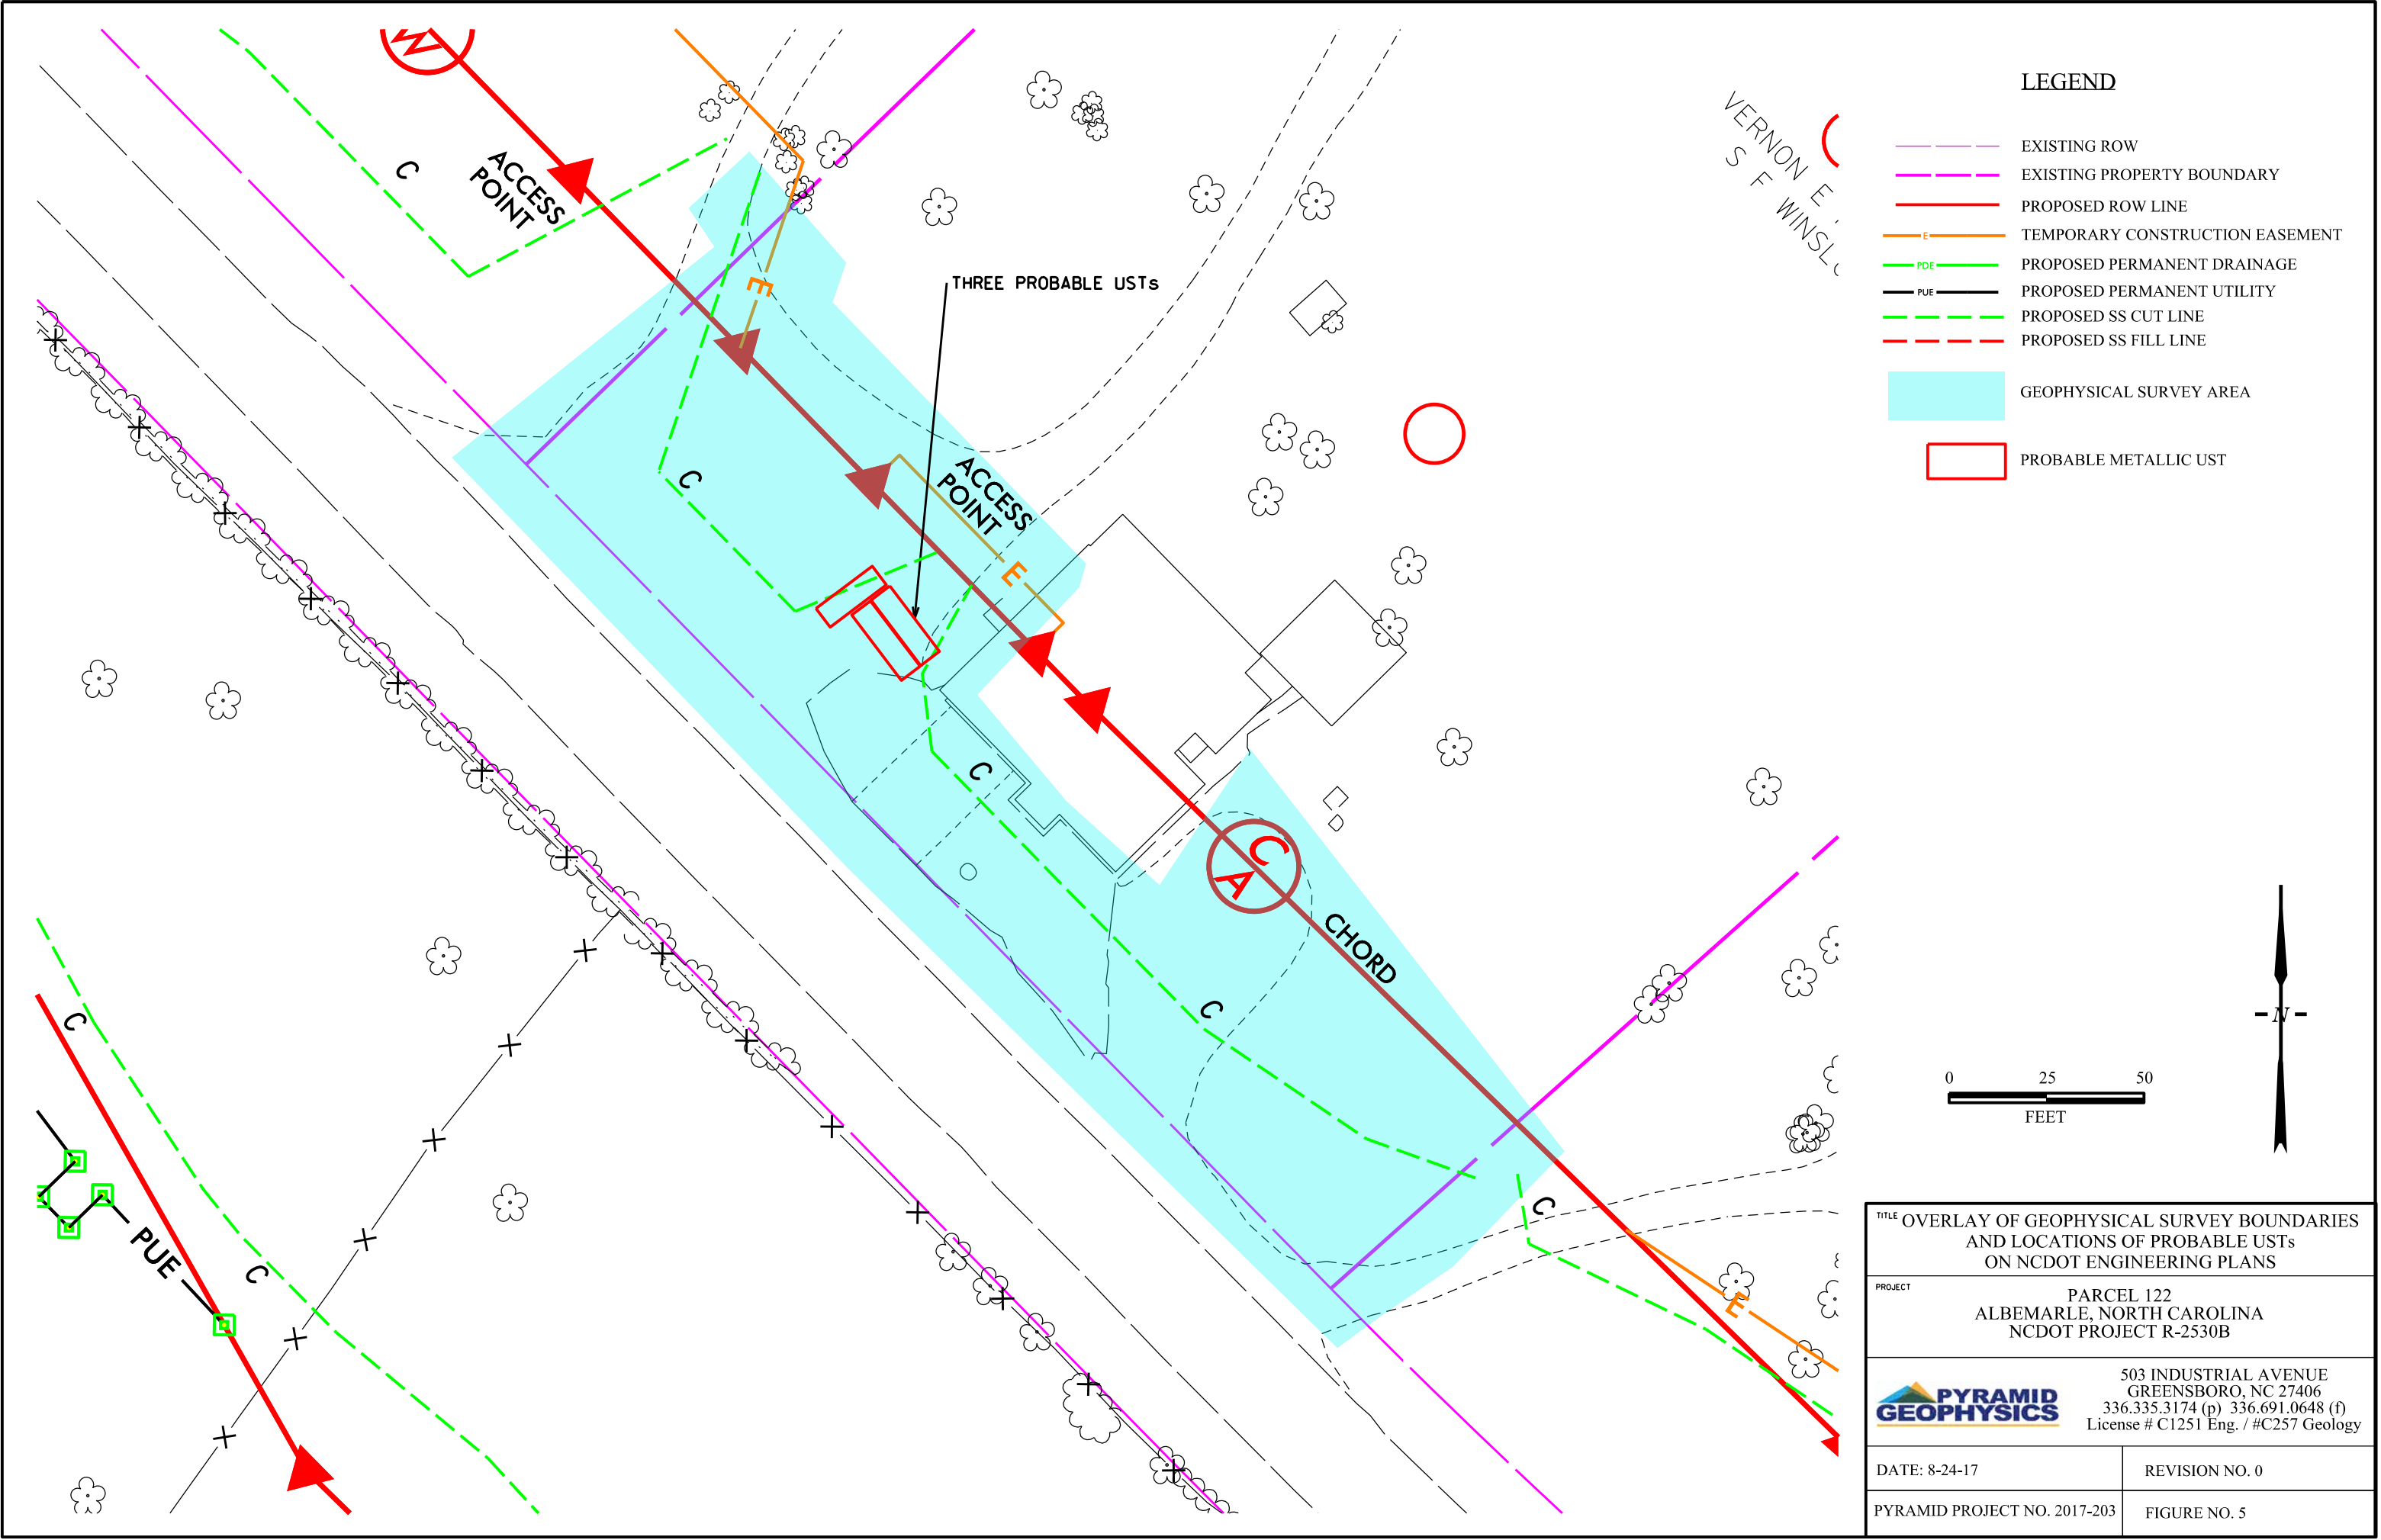 W
ACCESS
POINT
C
THREE PROBABLE USTs
E
C
ACCESS
POINT
E
C
C
A
CHORD
C
C
E
C
C
PUE
VERNON E
S F WINSL
LEGEND
EXISTING ROW
EXISTING PROPERTY BOUNDARY
PROPOSED ROW LINE
E TEMPORARY CONSTRUCTION EASEMENT
PDE PROPOSED PERMANENT DRAINAGE
PUE PROPOSED PERMANENT UTILITY
PROPOSED SS CUT LINE
PROPOSED SS FILL LINE
GEOPHYSICAL SURVEY AREA
PROBABLE METALLIC UST
N
0 25 50
FEET
TITLE OVERLAY OF GEOPHYSICAL SURVEY BOUNDARIES
AND LOCATIONS OF PROBABLE USTs
ON NCDOT ENGINEERING PLANS
PROJECT
PARCEL 122
ALBEMARLE, NORTH CAROLINA
NCDOT PROJECT R-2530B
PYRAMID
GEOPHYSICS
503 INDUSTRIAL AVENUE
GREENSBORO, NC 27406
336.335.3174 (p) 336.691.0648 (f)
License # C1251 Eng. / #C257 Geology
DATE: 8-24-17
REVISION NO. 0
PYRAMID PROJECT NO. 2017-203
FIGURE NO. 5